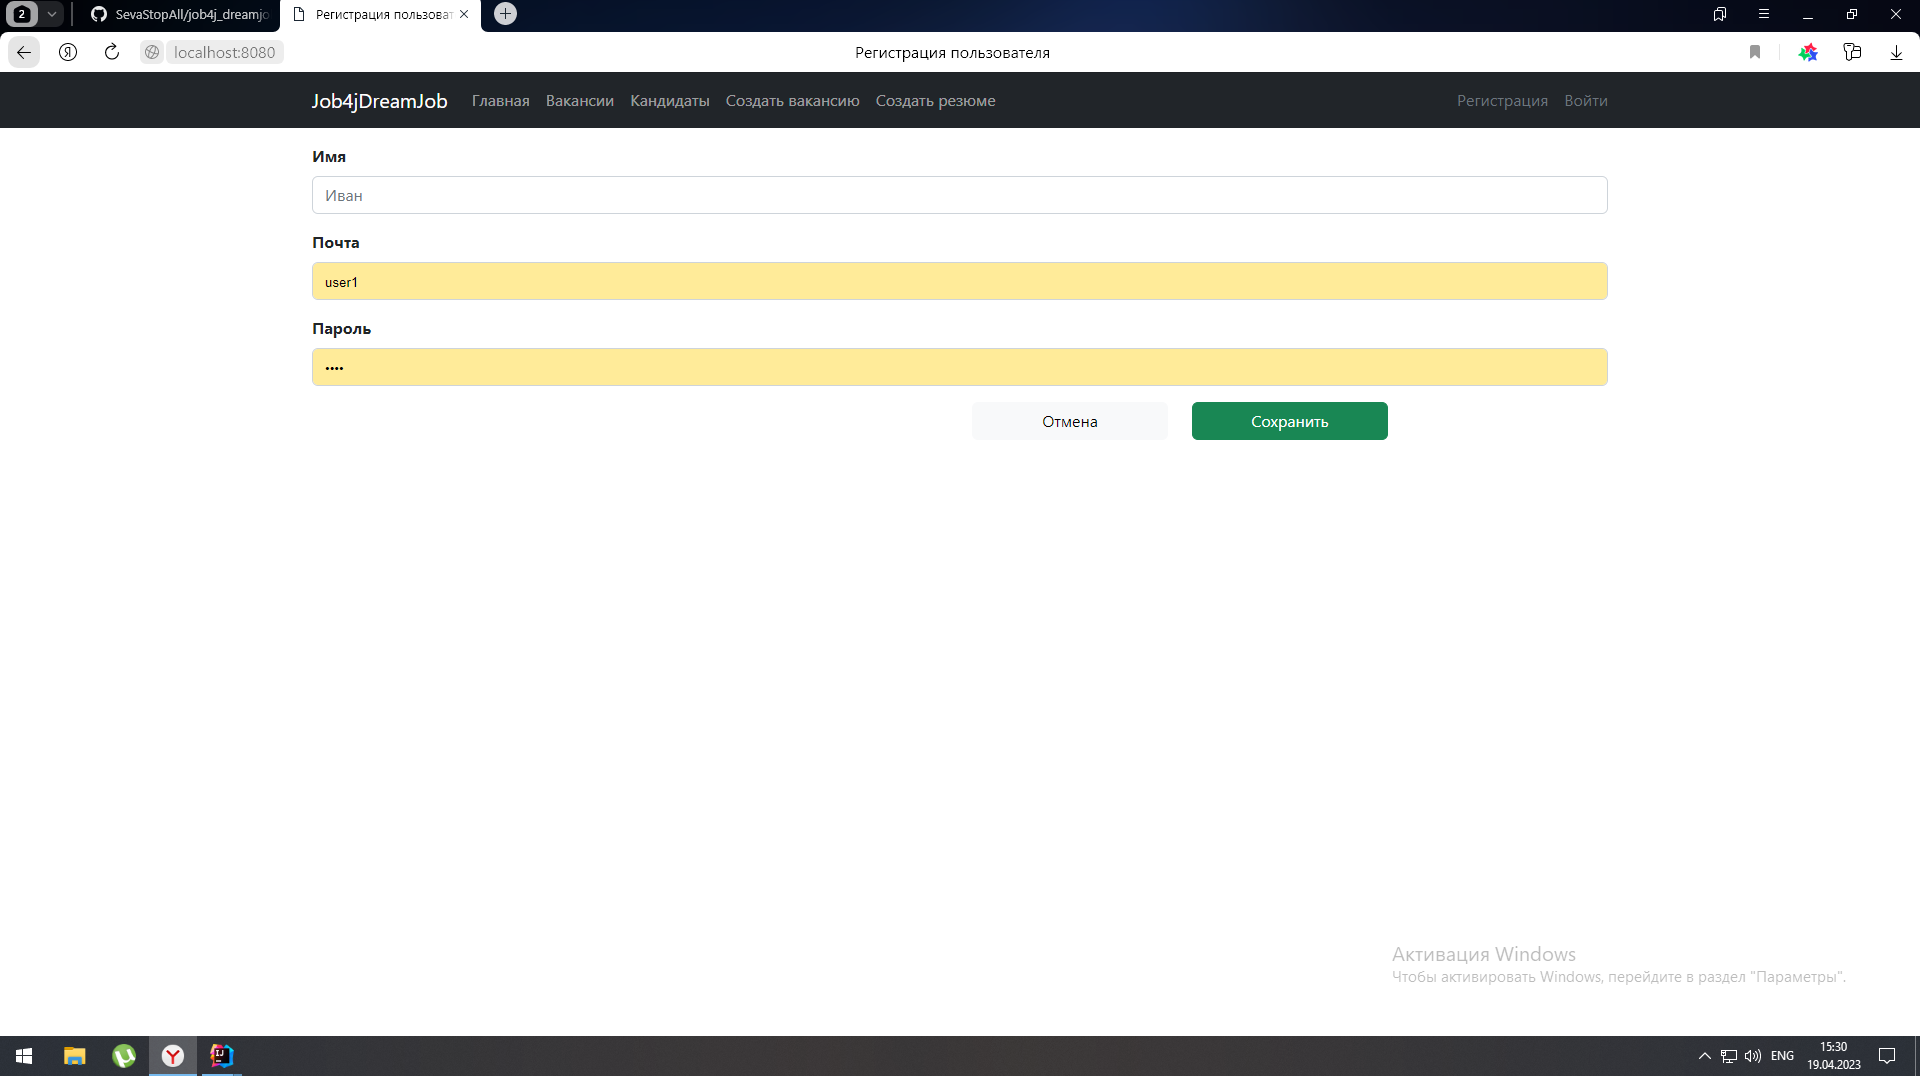 2
SevaStopAll/job4j_dreamjo
Регистрация пользоват
localhost:8080
Регистрация пользователя
Job4jDreamJob
Главная
Вакансии
Кандидаты
Создать вакансию
Создать резюме
Регистрация
Войти
Имя
Иван
Почта
user1
Пароль
••••
Отмена
Сохранить
Активация Windows
Чтобы активировать Windows, перейдите в раздел "Параметры".
ENG
15:30
19.04.2023